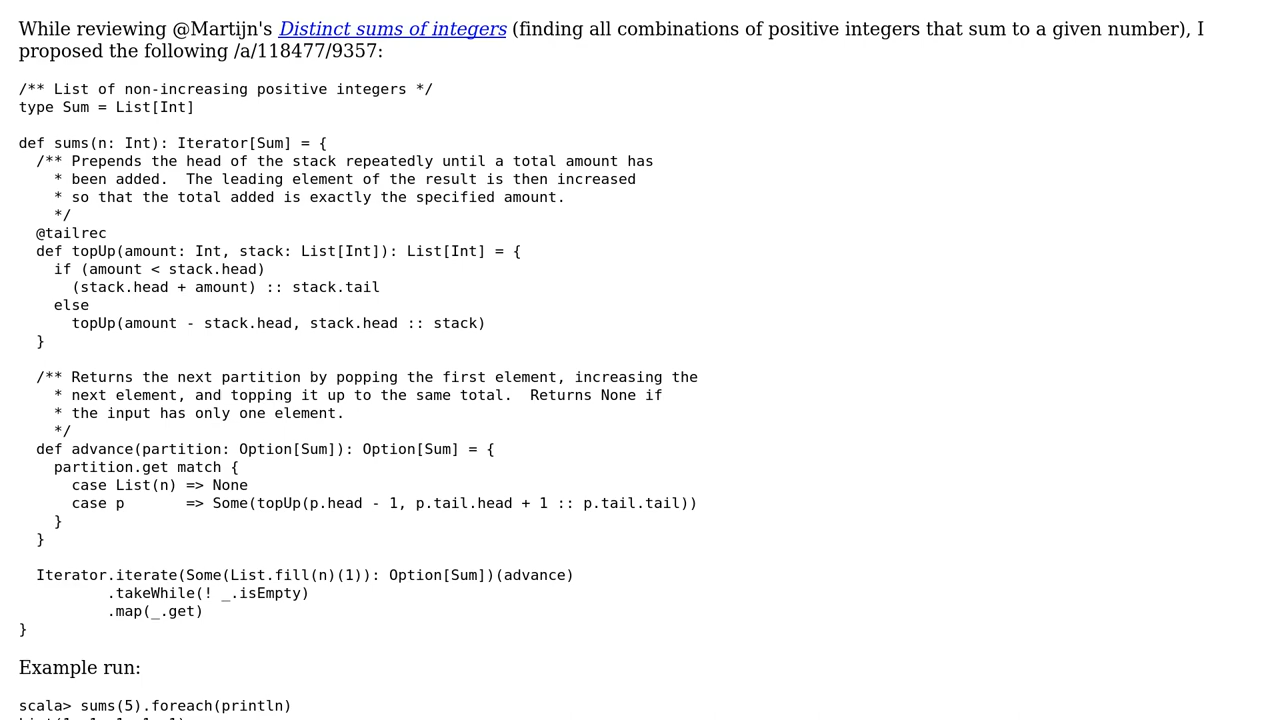 While reviewing @Martijn's Distinct sums of integers (finding all combinations of positive integers that sum to a given number), I
proposed the following /a/118477/9357:
/** List of non-increasing positive integers */
type Sum = List[Int]
def sums(n: Int): Iterator[Sum] = {
/** Prepends the head of the stack repeatedly until a total amount has
* been added.  The leading element of the result is then increased
* so that the total added is exactly the specified amount.
*/
@tailrec
def topUp(amount: Int, stack: List[Int]): List[Int] = {
if (amount < stack.head)
(stack.head + amount) :: stack.tail
else
topUp(amount - stack.head, stack.head :: stack)
}
/** Returns the next partition by popping the first element, increasing the
* next element, and topping it up to the same total.  Returns None if
* the input has only one element.
*/
def advance(partition: Option[Sum]): Option[Sum] = {
partition.get match {
case List(n) => None
case p       => Some(topUp(p.head - 1, p.tail.head + 1 :: p.tail.tail))
}
}
Iterator.iterate(Some(List.fill(n)(1)): Option[Sum])(advance)
.takeWhile(! _.isEmpty)
.map(_.get)
}
Example run:
scala> sums(5).foreach(println)